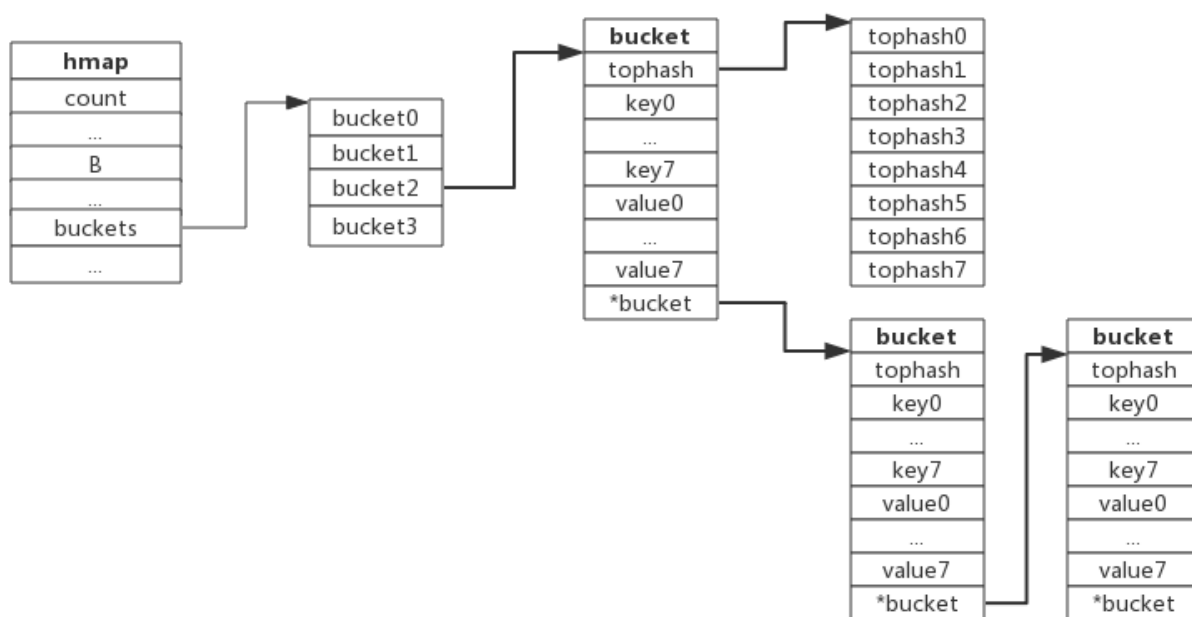 hmap
count
...
B
...
buckets
...
bucket0
bucket1
bucket2
bucket3
bucket
tophash
key0
...
key7
value0
...
value7
*bucket
tophash0
tophash1
tophash2
tophash3
tophash4
tophash5
tophash6
tophash7
bucket
tophash
key0
...
key7
value0
...
value7
*bucket
bucket
tophash
key0
...
key7
value0
...
value7
*bucket